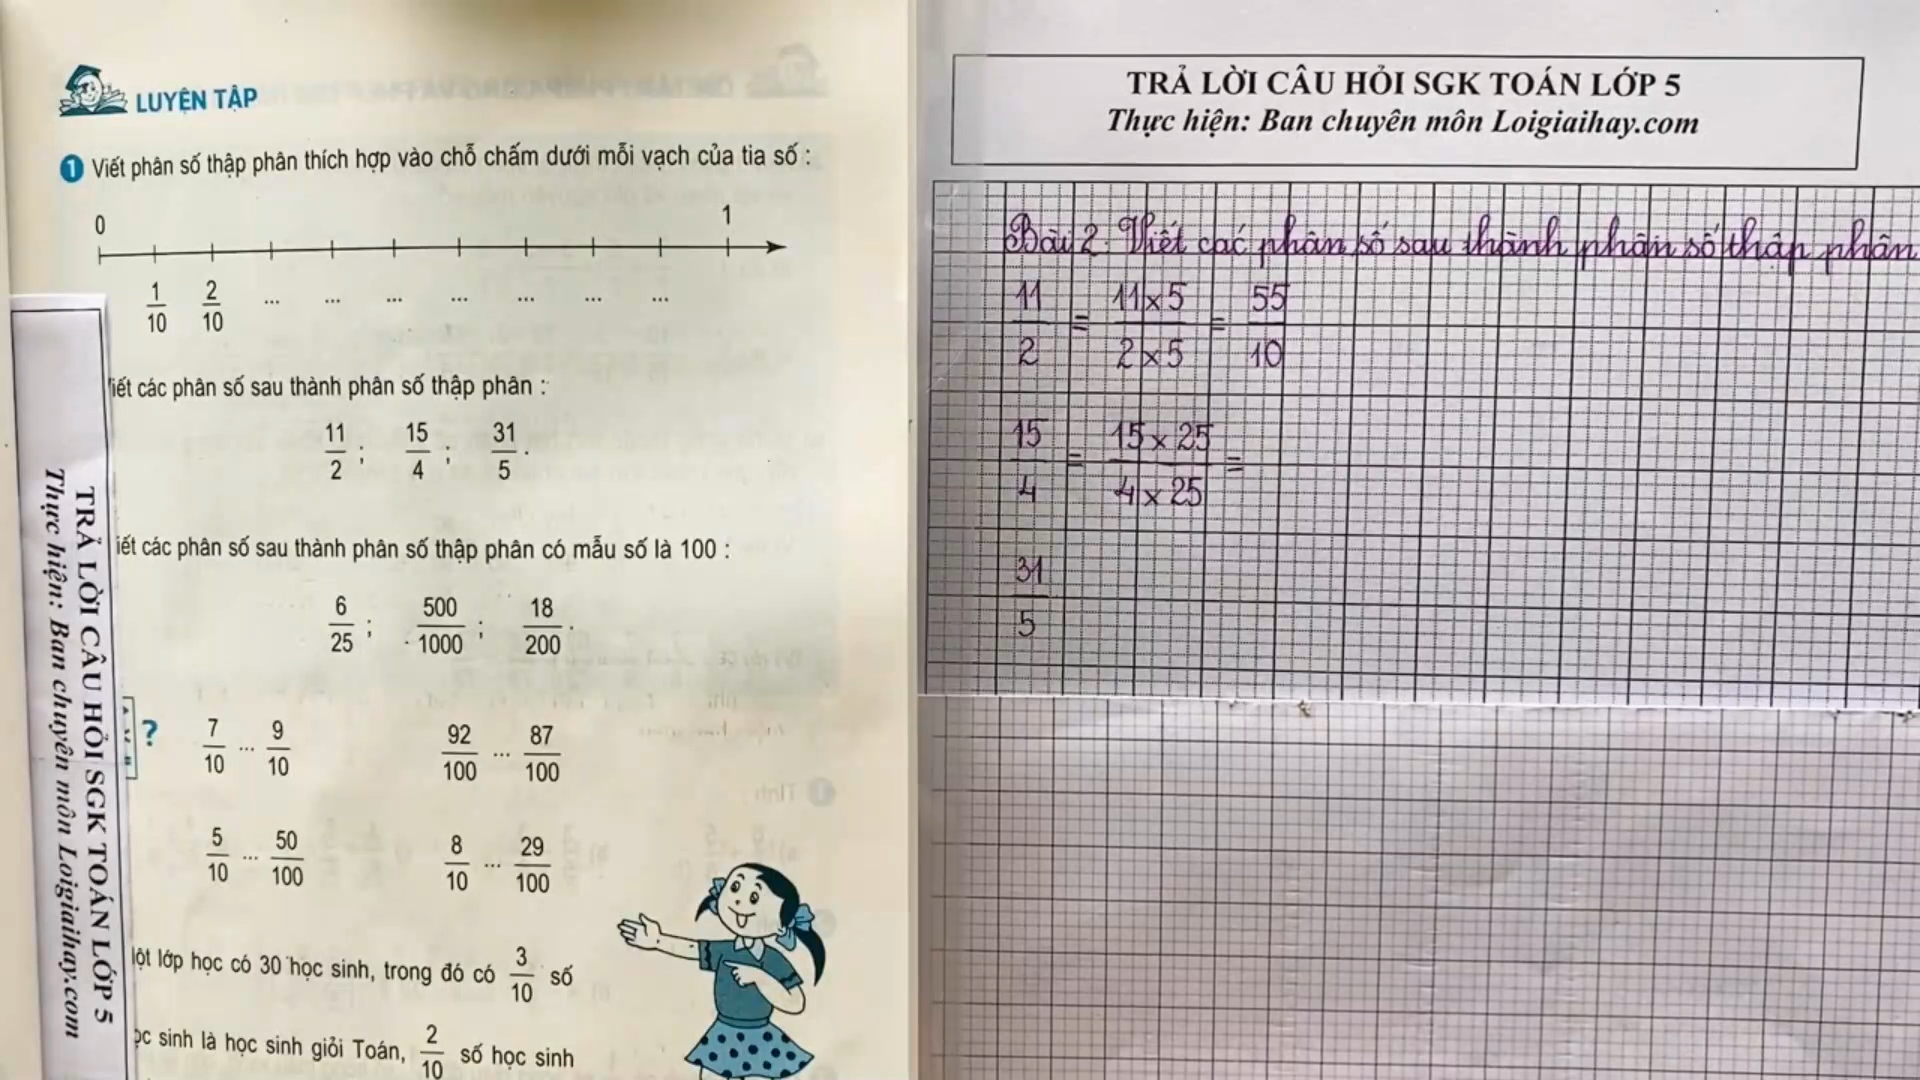 LUYỆN TẬP
1 Viết phân số thập phân thích hợp vào chỗ chấm dưới mỗi vạch của tia số :
0 1
1/10 2/10 ... ... ... ... ... ... ...
iết các phân số sau thành phân số thập phân :
11/2 ; 15/4 ; 31/5 .
iết các phân số sau thành phân số thập phân có mẫu số là 100 :
6/25 ; 500/1000 ; 18/200 .
? 7/10 ... 9/10 92/100 ... 87/100
5/10 ... 50/100 8/10 ... 29/100
ột lớp học có 30 học sinh, trong đó có 3/10 số
ọc sinh là học sinh giỏi Toán, 2/10 số học sinh
TRẢ LỜI CÂU HỎI SGK TOÁN LỚP 5
Thực hiện: Ban chuyên môn Loigiaihay.com
TRẢ LỜI CÂU HỎI SGK TOÁN LỚP 5
Thực hiện: Ban chuyên môn Loigiaihay.com
Bài 2. Viết các phân số sau thành phân số thập phân
11/2 = 11x5/2x5 = 55/10
15/4 = 15x25/4x25 =
31/5